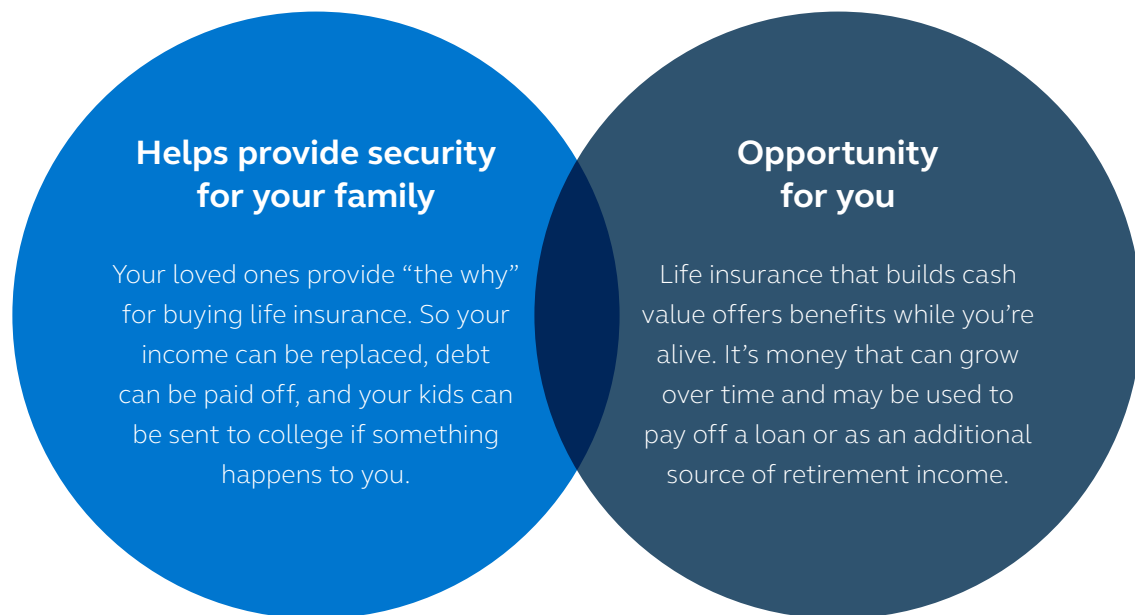 Helps provide security
for your family
Your loved ones provide “the why”
for buying life insurance. So your
income can be replaced, debt
can be paid off, and your kids can
be sent to college if something
happens to you.
Opportunity
for you
Life insurance that builds cash
value offers benefits while you’re
alive. It’s money that can grow
over time and may be used to
pay off a loan or as an additional
source of retirement income.